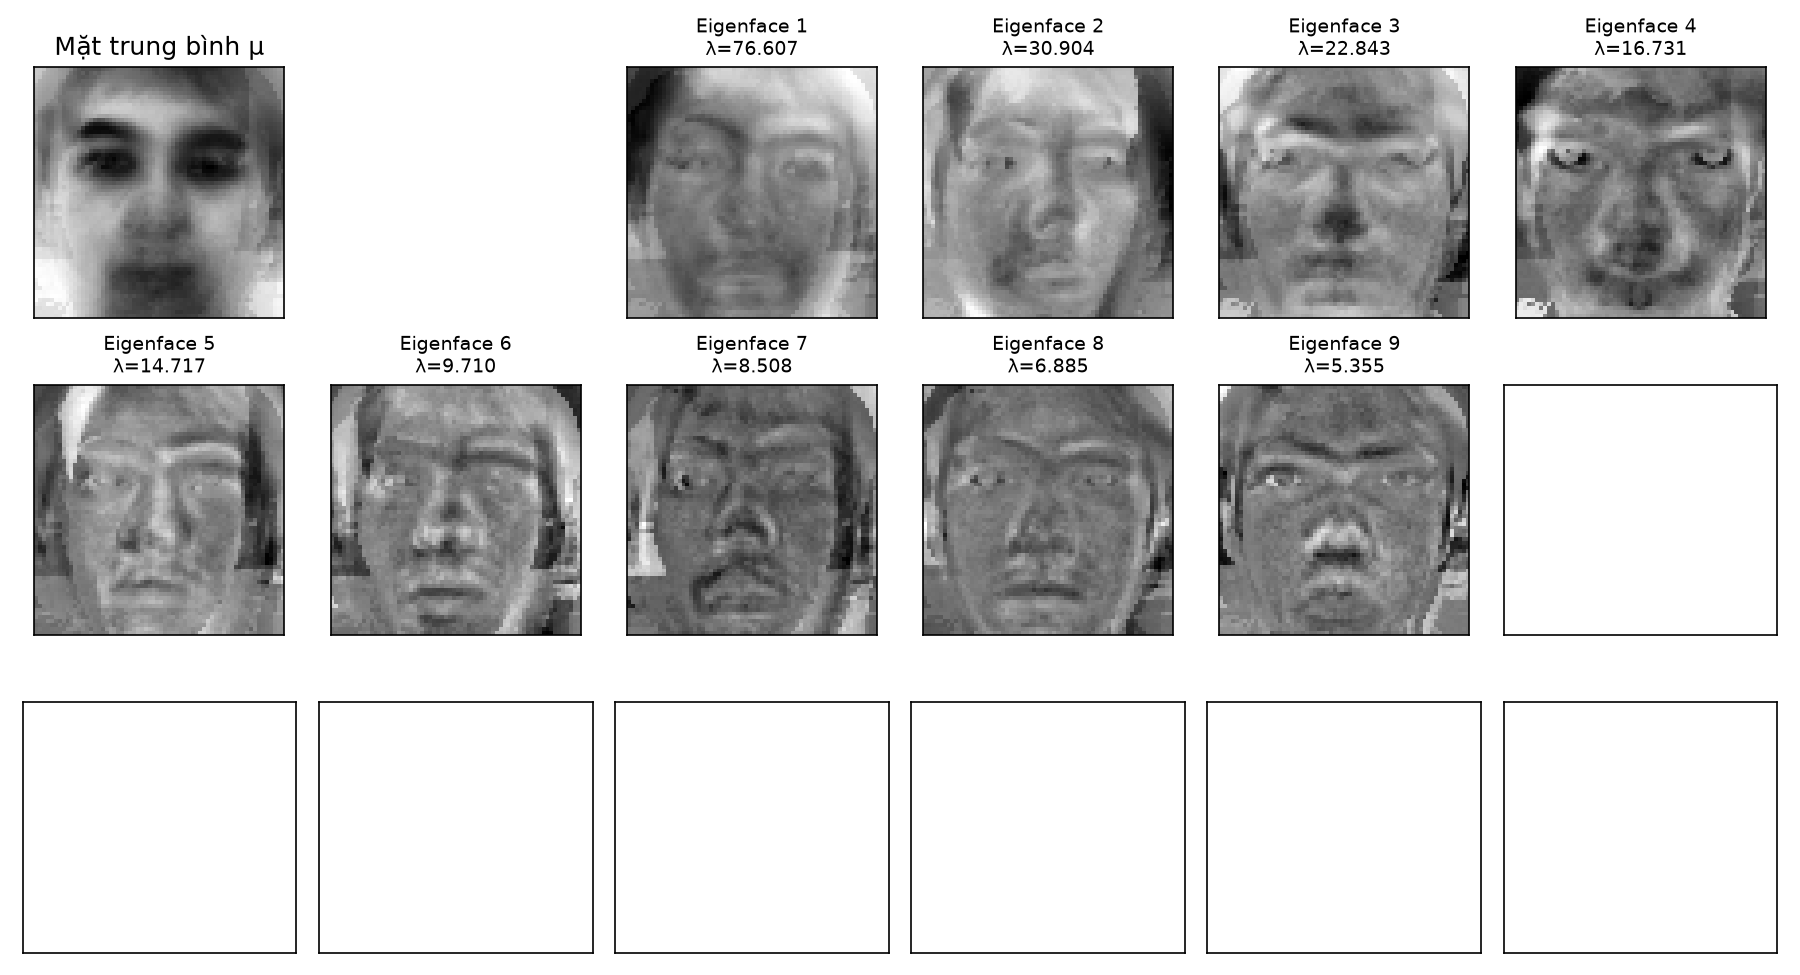 Mặt trung bình μ
Eigenface 1
λ=76.607
Eigenface 2
λ=30.904
Eigenface 3
λ=22.843
Eigenface 4
λ=16.731
Eigenface 5
λ=14.717
Eigenface 6
λ=9.710
Eigenface 7
λ=8.508
Eigenface 8
λ=6.885
Eigenface 9
λ=5.355